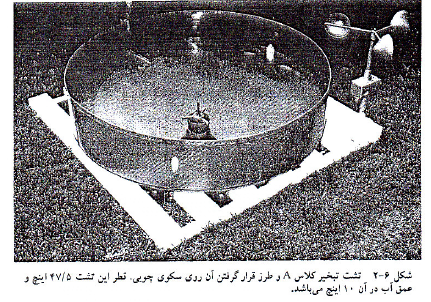 شکل ۶-۲ تشت تبخیر کلاس A و طرز قرار گرفتن آن روی سکوی چوبی. قطر این تشت ۴۷/۵ اینچ و
عمق آب در آن ۱۰ اینچ می‌باشد.